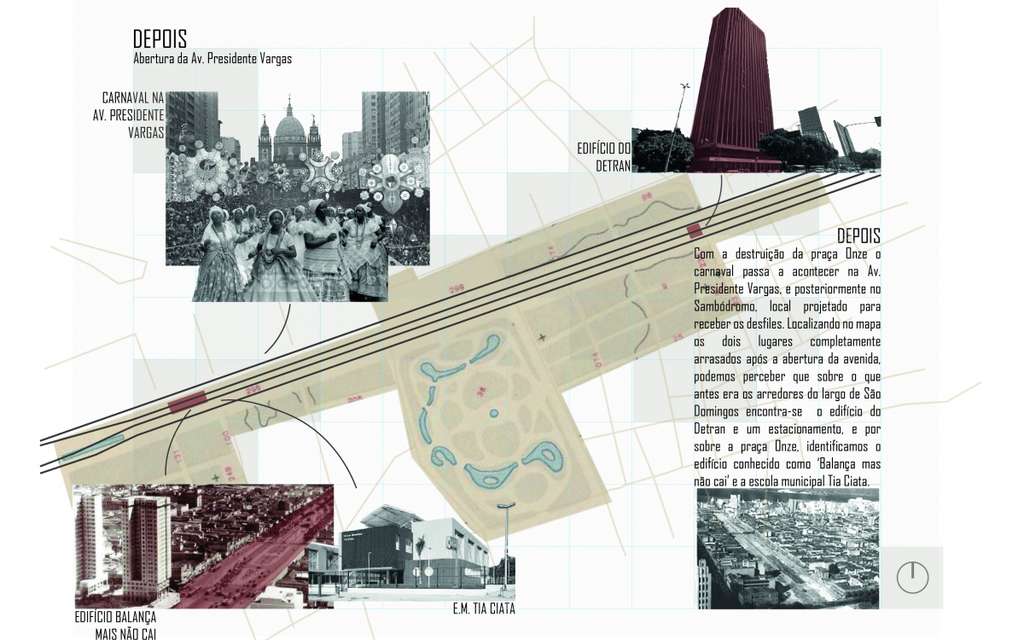 DEPOIS
Abertura da Av. Presidente Vargas
CARNAVAL NA
AV. PRESIDENTE
VARGAS
EDIFÍCIO DO
DETRAN
DEPOIS
Com a destruição da praça Onze o
carnaval passa a acontecer na Av.
Presidente Vargas, e posteriormente no
Sambódromo, local projetado para
receber os desfiles. Localizando no mapa
os dois lugares completamente
arrasados após a abertura da avenida,
podemos perceber que sobre o que
antes era os arredores do largo de São
Domingos encontra-se o edifício do
Detran e um estacionamento, e por
sobre a praça Onze, identificamos o
edifício conhecido como 'Balança mas
não cai' e a escola municipal Tia Ciata.
EDIFÍCIO BALANÇA
MAIS NÃO CAI
E.M. TIA CIATA